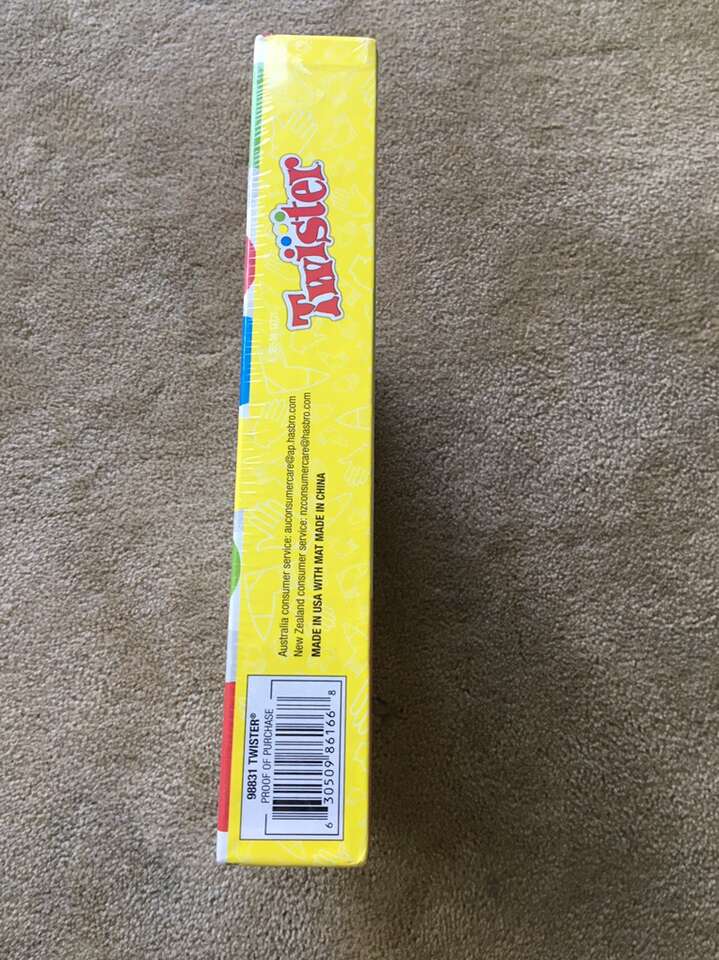 Twister
Australia consumer service: auconsumercare@ap.hasbro.com
New Zealand consumer service: nzconsumercare@hasbro.com
MADE IN USA WITH MAT MADE IN CHINA
98831 TWISTER®
PROOF OF PURCHASE
6 30509 86166 8